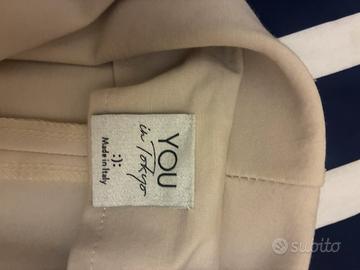 YOU
in Tokyo
:):
Made in Italy
subito